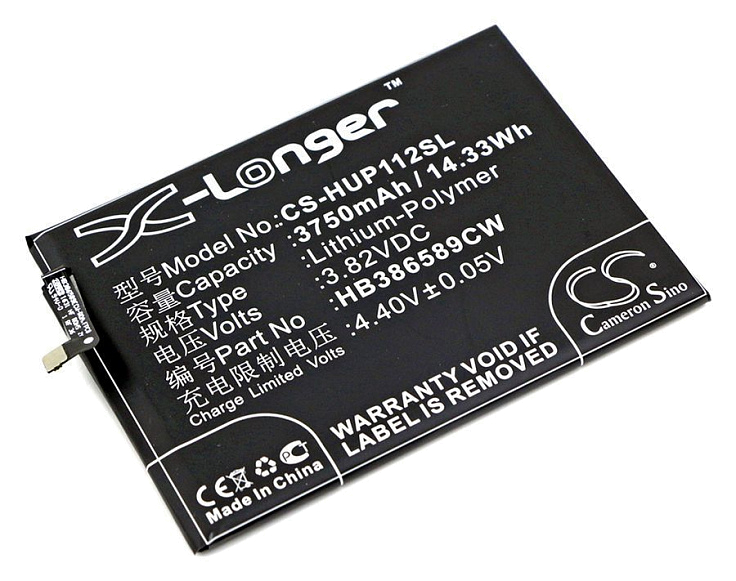 X-Longer™
型号Model No.: CS-HUP112SL
容量Capacity : 3750mAh / 14.33Wh
规格Type : Lithium-Polymer
电压Volts : 3.82VDC
编号Part No : HB386589CW
充电限制电压 : 4.40V±0.05V
Charge Limited Voltage
CS
Cameron Sino
WARRANTY VOID IF
LABEL IS REMOVED
CE
Made in China